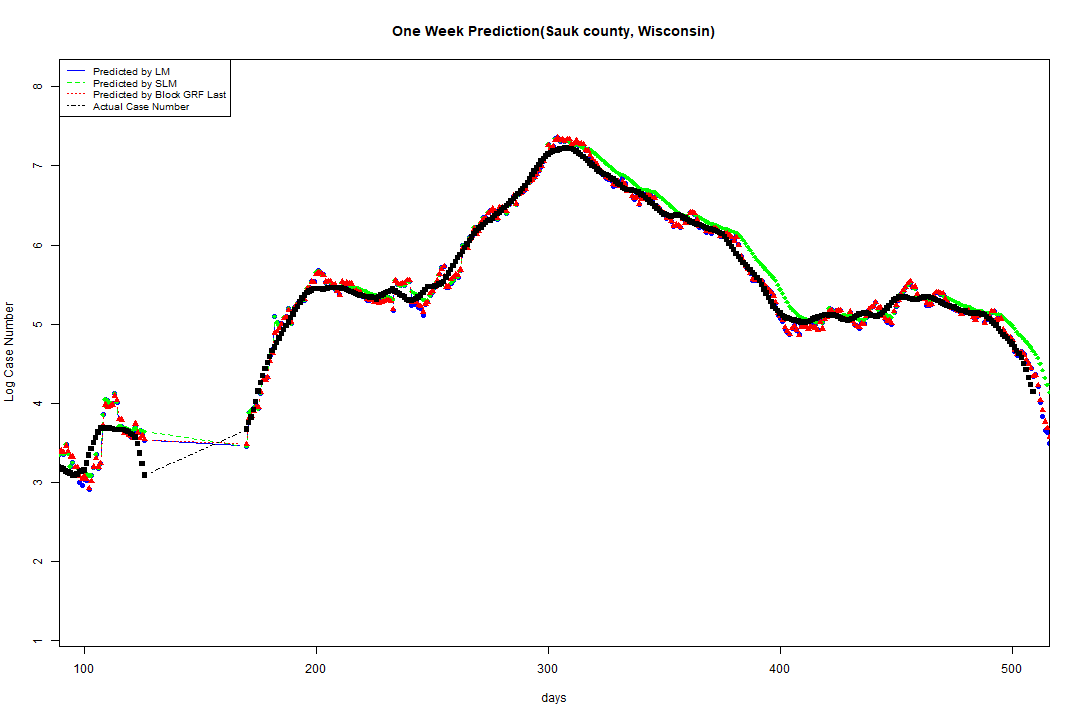 One Week Prediction(Sauk county, Wisconsin)
Predicted by LM
Predicted by SLM
Predicted by Block GRF Last
Actual Case Number
8
7
6
5
4
3
2
1
Log Case Number
100 200 300 400 500
days